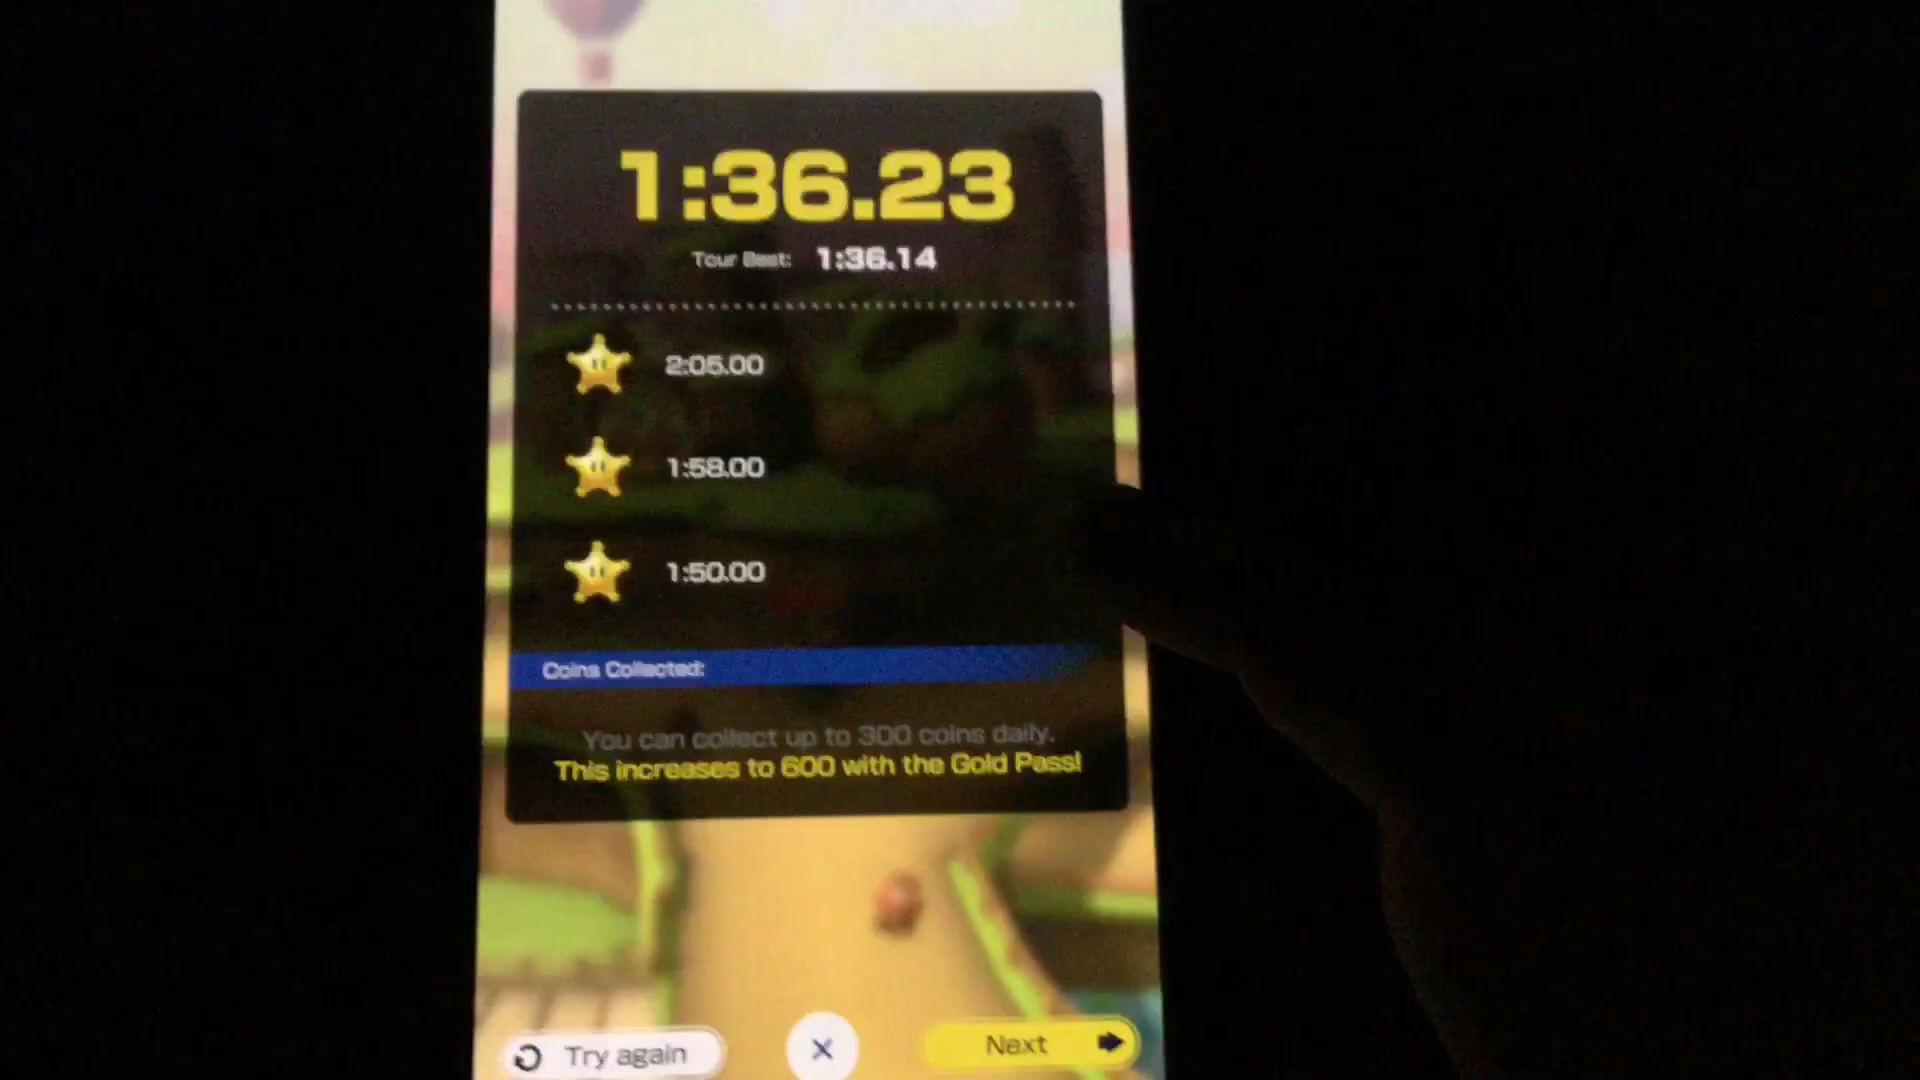 1:36.23
Tour Best: 1:36.14
2:05.00
1:58.00
1:50.00
Coins Collected:
You can collect up to 300 coins daily.
This increases to 600 with the Gold Pass!
Try again
Next